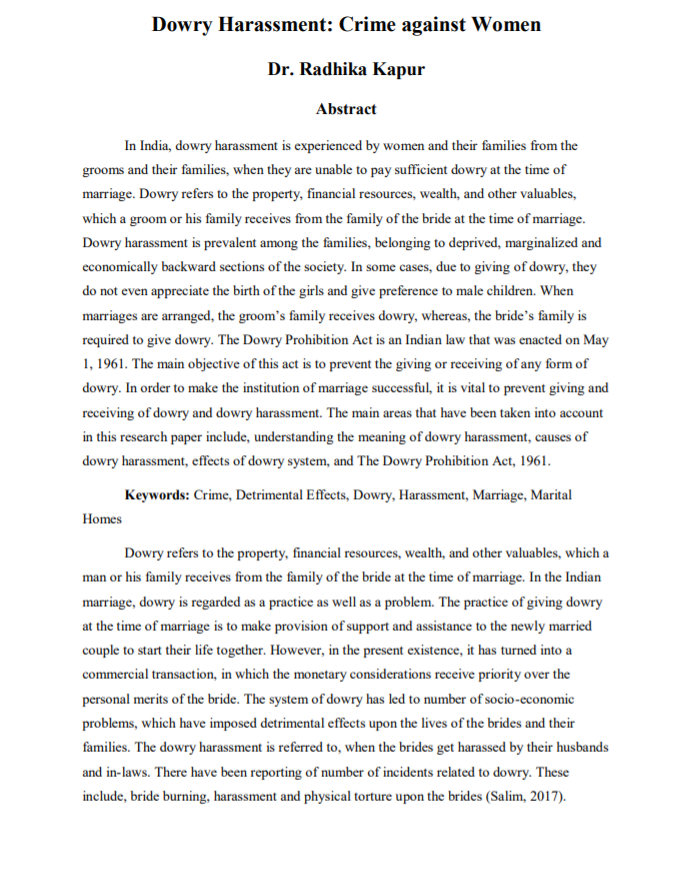 Dowry Harassment: Crime against Women
Dr. Radhika Kapur
Abstract
In India, dowry harassment is experienced by women and their families from the
grooms and their families, when they are unable to pay sufficient dowry at the time of
marriage. Dowry refers to the property, financial resources, wealth, and other valuables,
which a groom or his family receives from the family of the bride at the time of marriage.
Dowry harassment is prevalent among the families, belonging to deprived, marginalized and
economically backward sections of the society. In some cases, due to giving of dowry, they
do not even appreciate the birth of the girls and give preference to male children. When
marriages are arranged, the groom’s family receives dowry, whereas, the bride’s family is
required to give dowry. The Dowry Prohibition Act is an Indian law that was enacted on May
1, 1961. The main objective of this act is to prevent the giving or receiving of any form of
dowry. In order to make the institution of marriage successful, it is vital to prevent giving and
receiving of dowry and dowry harassment. The main areas that have been taken into account
in this research paper include, understanding the meaning of dowry harassment, causes of
dowry harassment, effects of dowry system, and The Dowry Prohibition Act, 1961.
Keywords: Crime, Detrimental Effects, Dowry, Harassment, Marriage, Marital
Homes
Dowry refers to the property, financial resources, wealth, and other valuables, which a
man or his family receives from the family of the bride at the time of marriage. In the Indian
marriage, dowry is regarded as a practice as well as a problem. The practice of giving dowry
at the time of marriage is to make provision of support and assistance to the newly married
couple to start their life together. However, in the present existence, it has turned into a
commercial transaction, in which the monetary considerations receive priority over the
personal merits of the bride. The system of dowry has led to number of socio-economic
problems, which have imposed detrimental effects upon the lives of the brides and their
families. The dowry harassment is referred to, when the brides get harassed by their husbands
and in-laws. There have been reporting of number of incidents related to dowry. These
include, bride burning, harassment and physical torture upon the brides (Salim, 2017).